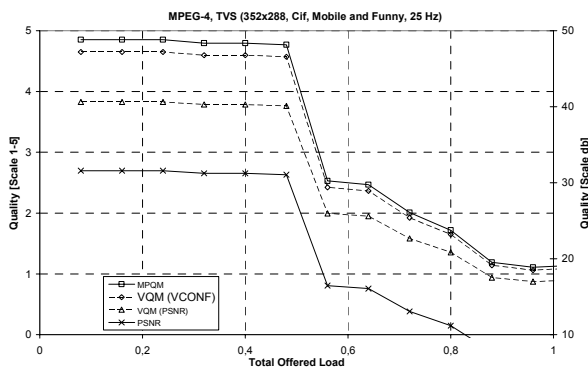 MPEG-4, TVS (352x288, Cif, Mobile and Funny, 25 Hz)
5
4
3
2
1
0
Quality [Scale 1-5]
50
40
30
20
10
Quality [Scale db]
MPQM
VQM (VCONF)
VQM (PSNR)
PSNR
0
0,2
0,4
0,6
0,8
1
Total Offered Load